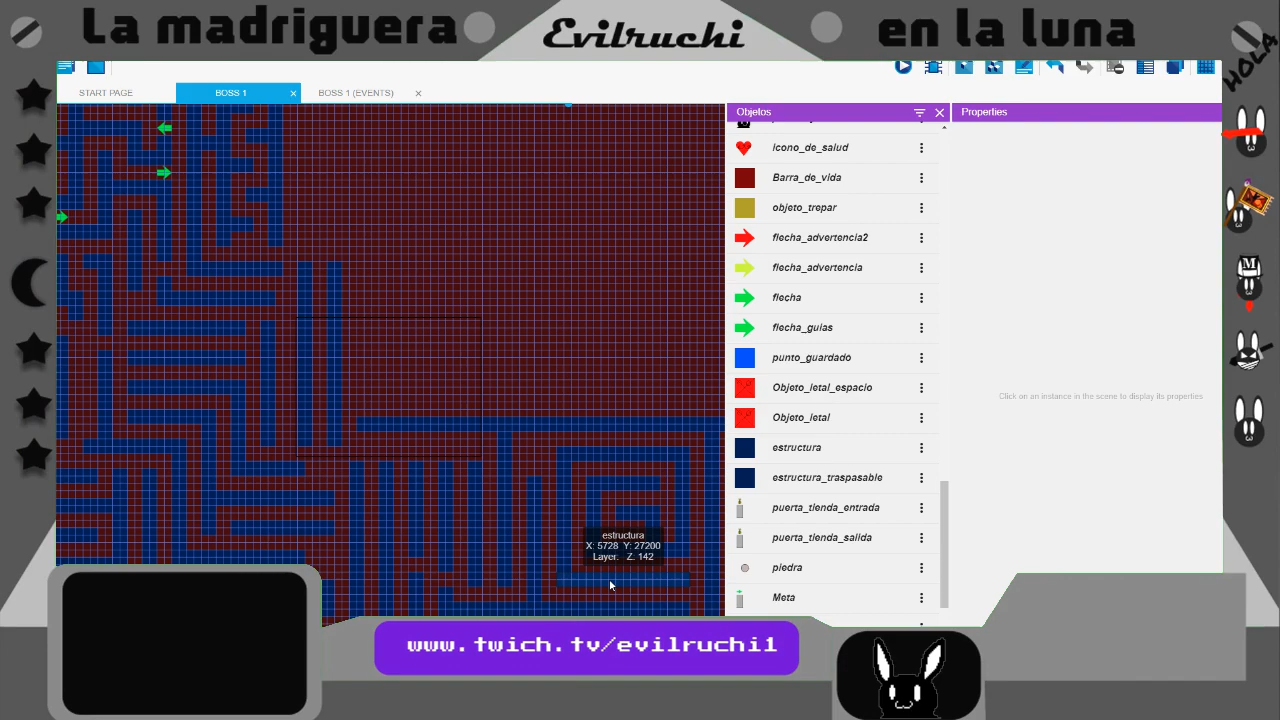 La madriguera
Evilruchi
en la luna
HOLA
START PAGE
BOSS 1
BOSS 1 (EVENTS)
Objetos
Properties
icono_de_salud
Barra_de_vida
objeto_trepar
flecha_advertencia2
flecha_advertencia
flecha
flecha_guias
punto_guardado
Objeto_letal_espacio
Objeto_letal
estructura
estructura_traspasable
puerta_tienda_entrada
puerta_tienda_salida
piedra
Meta
Click on an instance in the scene to display its properties
estructura
X: 5728 Y: 27200
Layer: Z: 142
www.twich.tv/evilruchi1
M